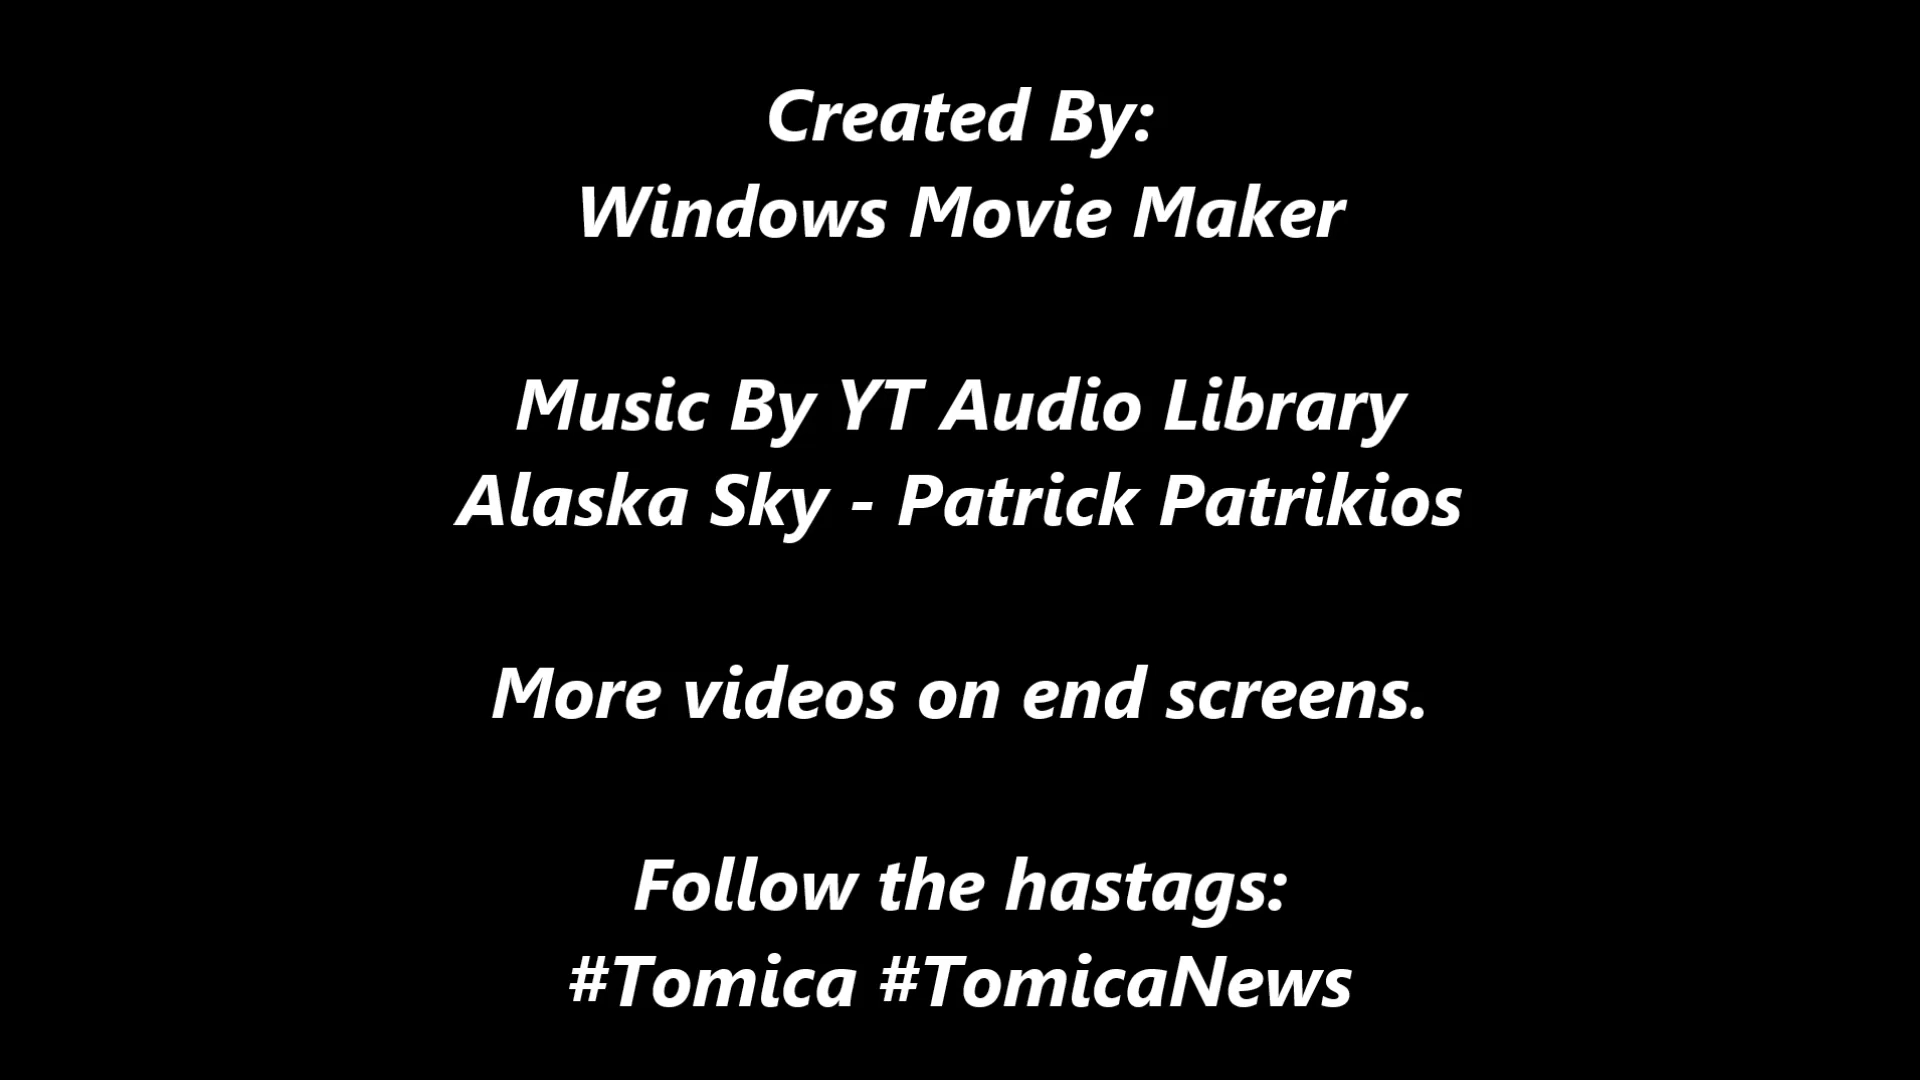 Created By:
Windows Movie Maker
Music By YT Audio Library
Alaska Sky - Patrick Patrikios
More videos on end screens.
Follow the hastags:
#Tomica #TomicaNews